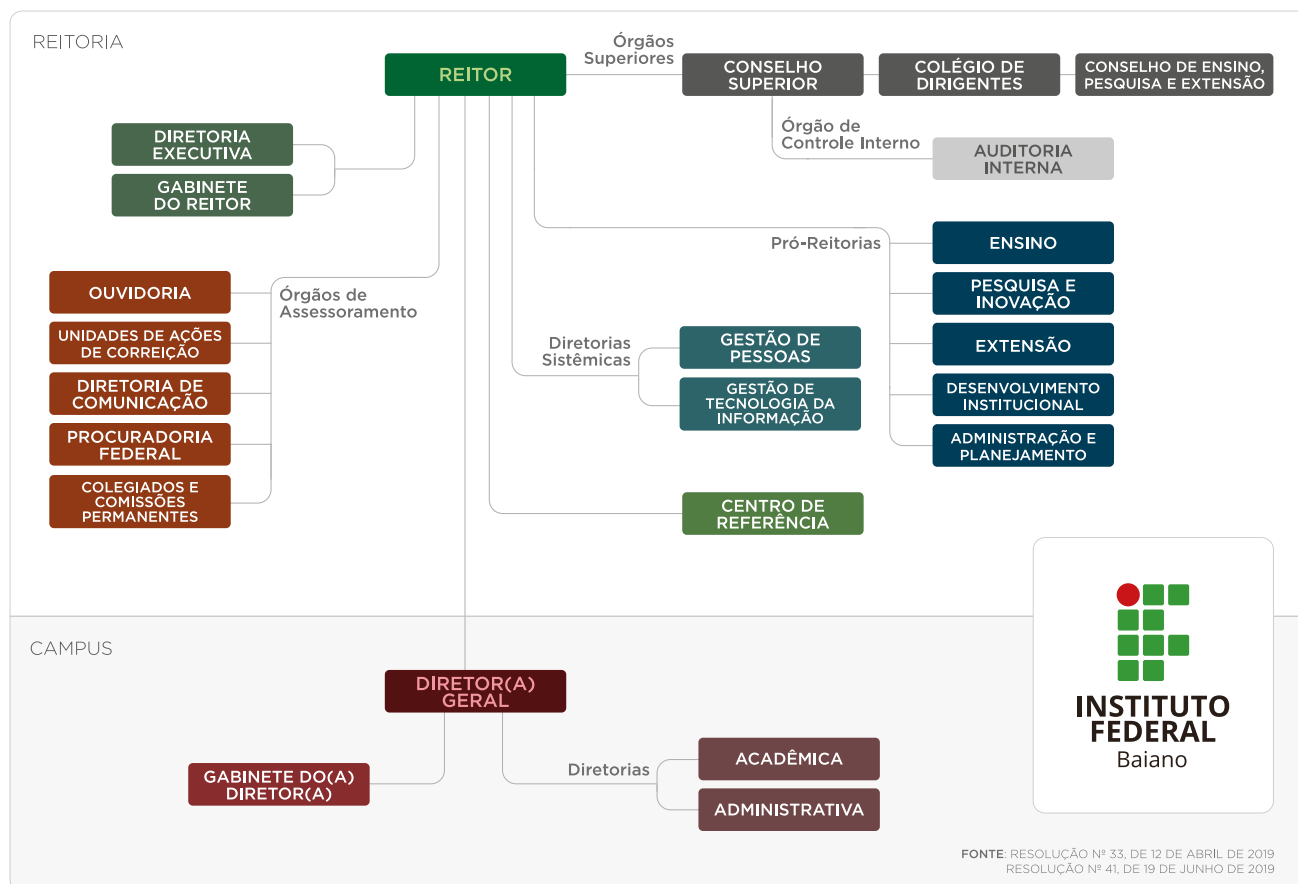 REITORIA
REITOR
Órgãos
Superiores
CONSELHO
SUPERIOR
COLÉGIO DE
DIRIGENTES
CONSELHO DE ENSINO,
PESQUISA E EXTENSÃO
Órgão de
Controle Interno
AUDITORIA
INTERNA
DIRETORIA
EXECUTIVA
GABINETE
DO REITOR
Pró-Reitorias
ENSINO
PESQUISA E
INOVAÇÃO
EXTENSÃO
DESENVOLVIMENTO
INSTITUCIONAL
ADMINISTRAÇÃO E
PLANEJAMENTO
Órgãos de
Assessoramento
OUVIDORIA
UNIDADES DE AÇÕES
DE CORREIÇÃO
DIRETORIA DE
COMUNICAÇÃO
PROCURADORIA
FEDERAL
COLEGIADOS E
COMISSÕES
PERMANENTES
Diretorias
Sistêmicas
GESTÃO DE
PESSOAS
GESTÃO DE
TECNOLOGIA DA
INFORMAÇÃO
CENTRO DE
REFERÊNCIA
CAMPUS
DIRETOR(A)
GERAL
GABINETE DO(A)
DIRETOR(A)
Diretorias
ACADÊMICA
ADMINISTRATIVA
INSTITUTO
FEDERAL
Baiano
FONTE: RESOLUÇÃO Nº 33, DE 12 DE ABRIL DE 2019
RESOLUÇÃO Nº 41, DE 19 DE JUNHO DE 2019